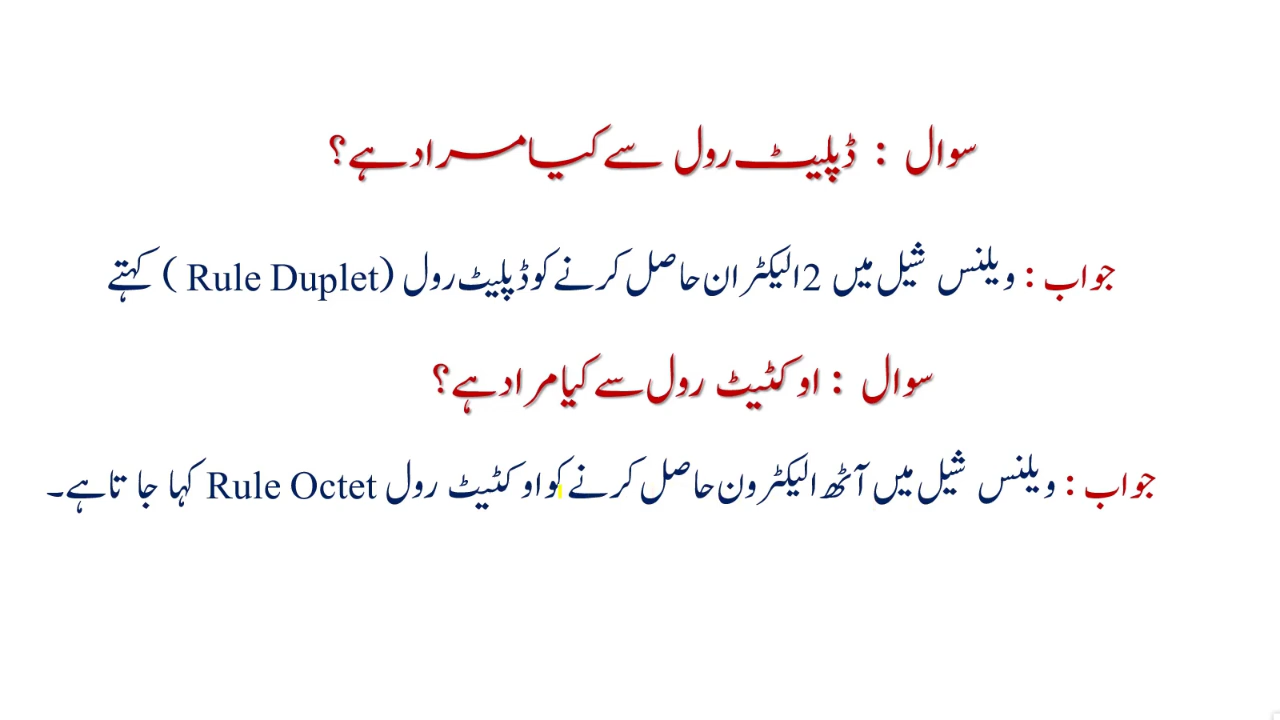 سوال : ڈپلیٹ رول سے کیا مراد ہے؟
جواب : ویلنس شیل میں 2 الیکٹران حاصل کرنے کو ڈپلیٹ رول (Rule Duplet ) کہتے
سوال : اوکٹیٹ رول سے کیا مراد ہے؟
جواب : ویلنس شیل میں آٹھ الیکٹرون حاصل کرنے کو اوکٹیٹ رول Rule Octet کہا جا تا ہے۔